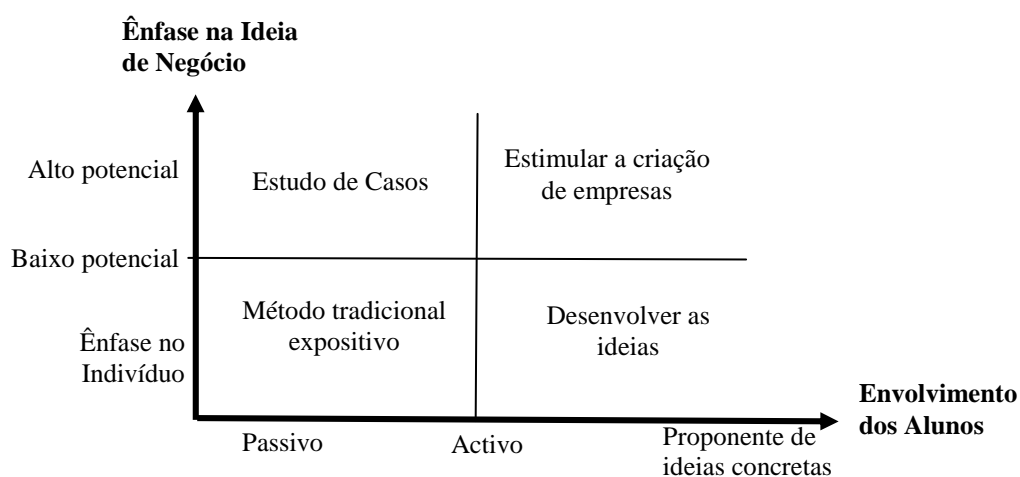 Ênfase na Ideia
de Negócio
Alto potencial
Estudo de Casos
Estimular a criação
de empresas
Baixo potencial
Método tradicional
expositivo
Desenvolver as
ideias
Ênfase no
Indivíduo
Envolvimento
dos Alunos
Passivo
Activo
Proponente de
ideias concretas